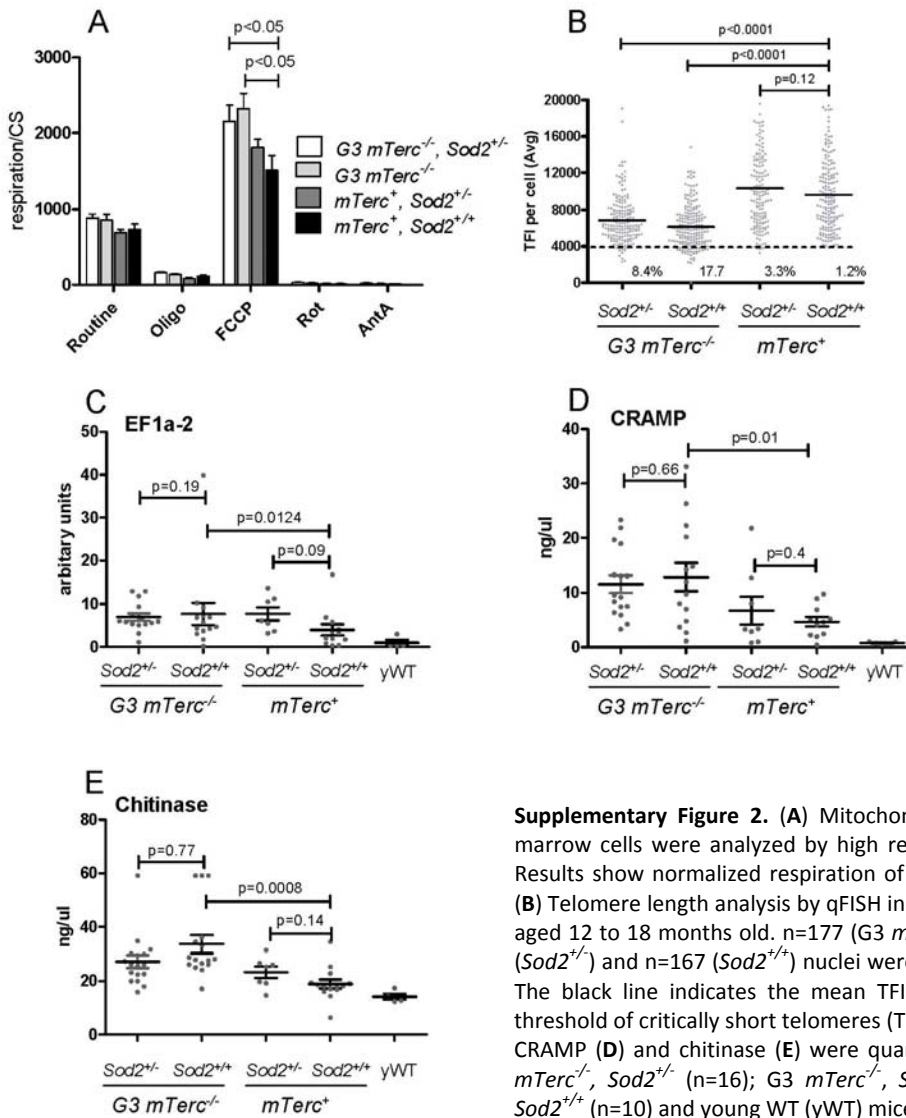 A
p<0.05
p<0.05
3000
2000
1000
0
respiration/CS
G3 mTerc-/-, Sod2+/-
G3 mTerc-/-
mTerc+, Sod2+/-
mTerc+, Sod2+/+
Routine
Oligo
FCCP
Rot
AntA
B
p<0.0001
p<0.0001
p=0.12
20000
16000
12000
8000
4000
0
TFI per cell (Avg)
8.4%
17.7
3.3%
1.2%
Sod2+/-
Sod2+/+
Sod2+/-
Sod2+/+
G3 mTerc-/-
mTerc+
C
EF1a-2
50
40
30
20
10
0
arbitary units
p=0.19
p=0.0124
p=0.09
Sod2+/-
Sod2+/+
Sod2+/-
Sod2+/+
yWT
G3 mTerc-/-
mTerc+
D
CRAMP
40
30
20
10
0
ng/ul
p=0.01
p=0.66
p=0.4
Sod2+/-
Sod2+/+
Sod2+/-
Sod2+/+
yWT
G3 mTerc-/-
mTerc+
E
Chitinase
80
60
40
20
0
ng/ul
p=0.77
p=0.0008
p=0.14
Sod2+/-
Sod2+/+
Sod2+/-
Sod2+/+
yWT
G3 mTerc-/-
mTerc+
Supplementary Figure 2. (A) Mitochon
marrow cells were analyzed by high re
Results show normalized respiration of
(B) Telomere length analysis by qFISH in
aged 12 to 18 months old. n=177 (G3 m
(Sod2+/-) and n=167 (Sod2+/+) nuclei were
The black line indicates the mean TFI
threshold of critically short telomeres (T
CRAMP (D) and chitinase (E) were quan
mTerc-/-, Sod2+/- (n=16); G3 mTerc-/-, S
Sod2+/+ (n=10) and young WT (yWT) mice